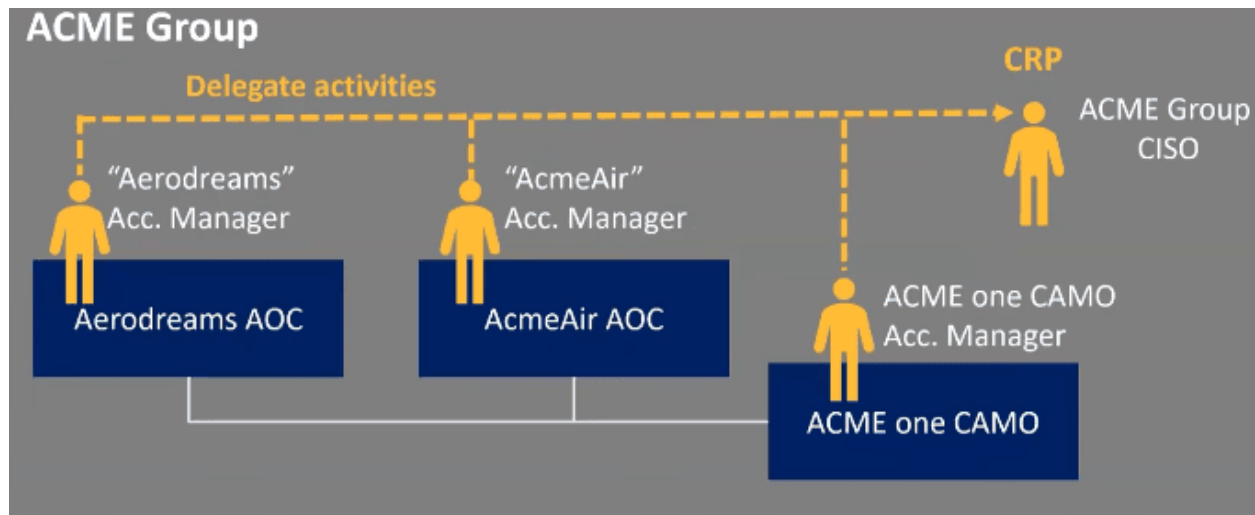 ACME Group
CRP
Delegate activities
ACME Group
CISO
“Aerodreams”
Acc. Manager
“AcmeAir”
Acc. Manager
ACME one CAMO
Acc. Manager
Aerodreams AOC
AcmeAir AOC
ACME one CAMO